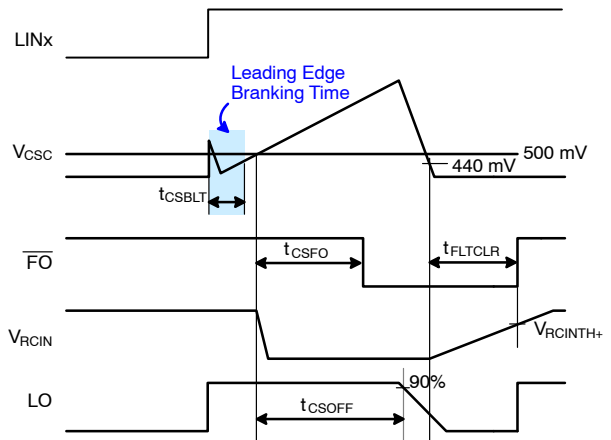 LINx
Leading Edge
Branking Time
VCSC
500 mV
440 mV
tCSBLT
FO
tCSFO
tFLTCLR
VRCIN
VRCINTH+
LO
90%
tCSOFF